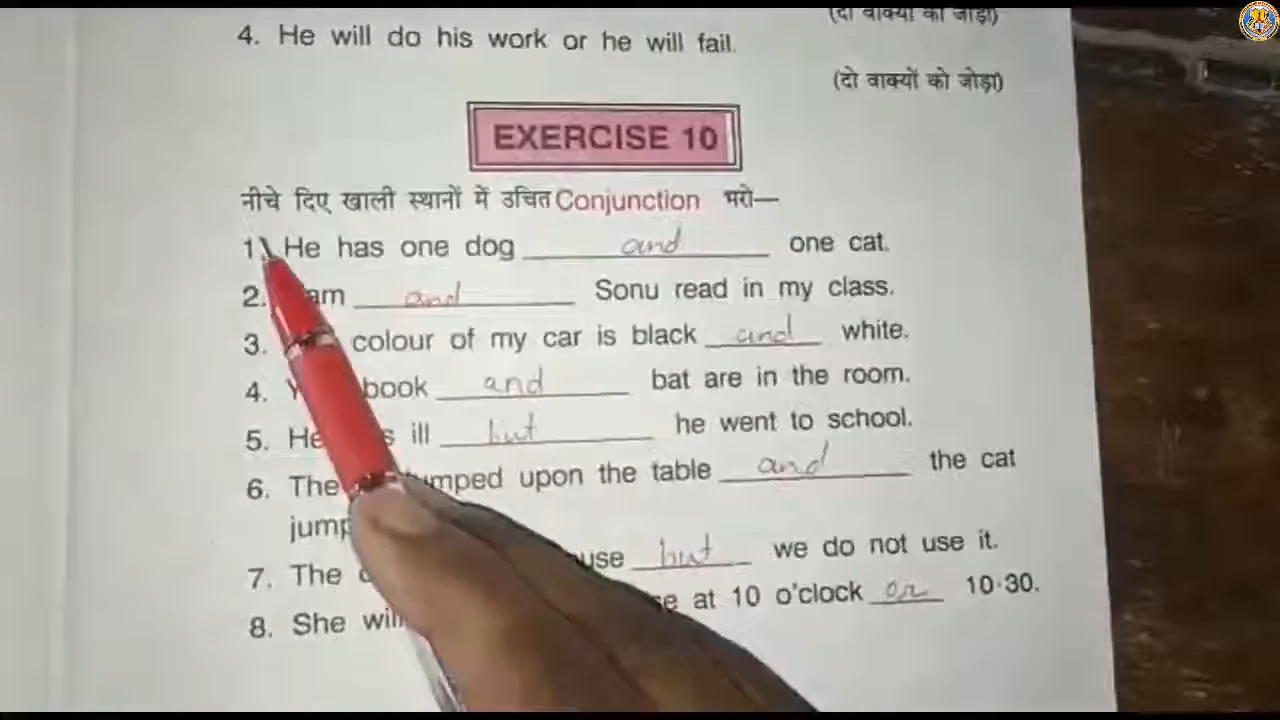 (दो वाक्यों को जोड़ा)
4. He will do his work or he will fail.
(दो वाक्यों को जोड़ा)
EXERCISE 10
नीचे दिए खाली स्थानों में उचित Conjunction भरो—
1. He has one dog and one cat.
2. am and Sonu read in my class.
3. colour of my car is black and white.
4. book and bat are in the room.
5. He ill but he went to school.
6. The upon the table and the cat
7. The but we do not use it.
8. She will at 10 o'clock or 10·30.